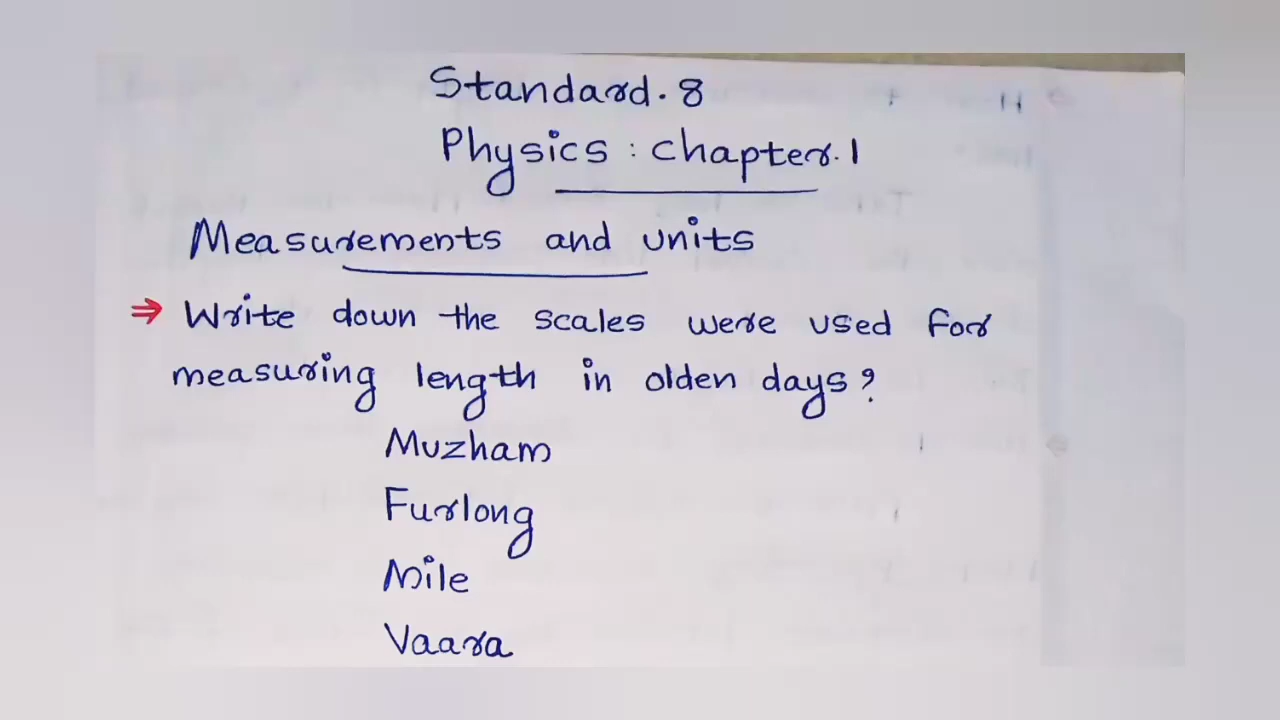 Standard. 8
Physics : chapter. 1
Measurements and units
⇒ Write down the scales were used for
measuring length in olden days?
Muzham
Furlong
Mile
Vaara